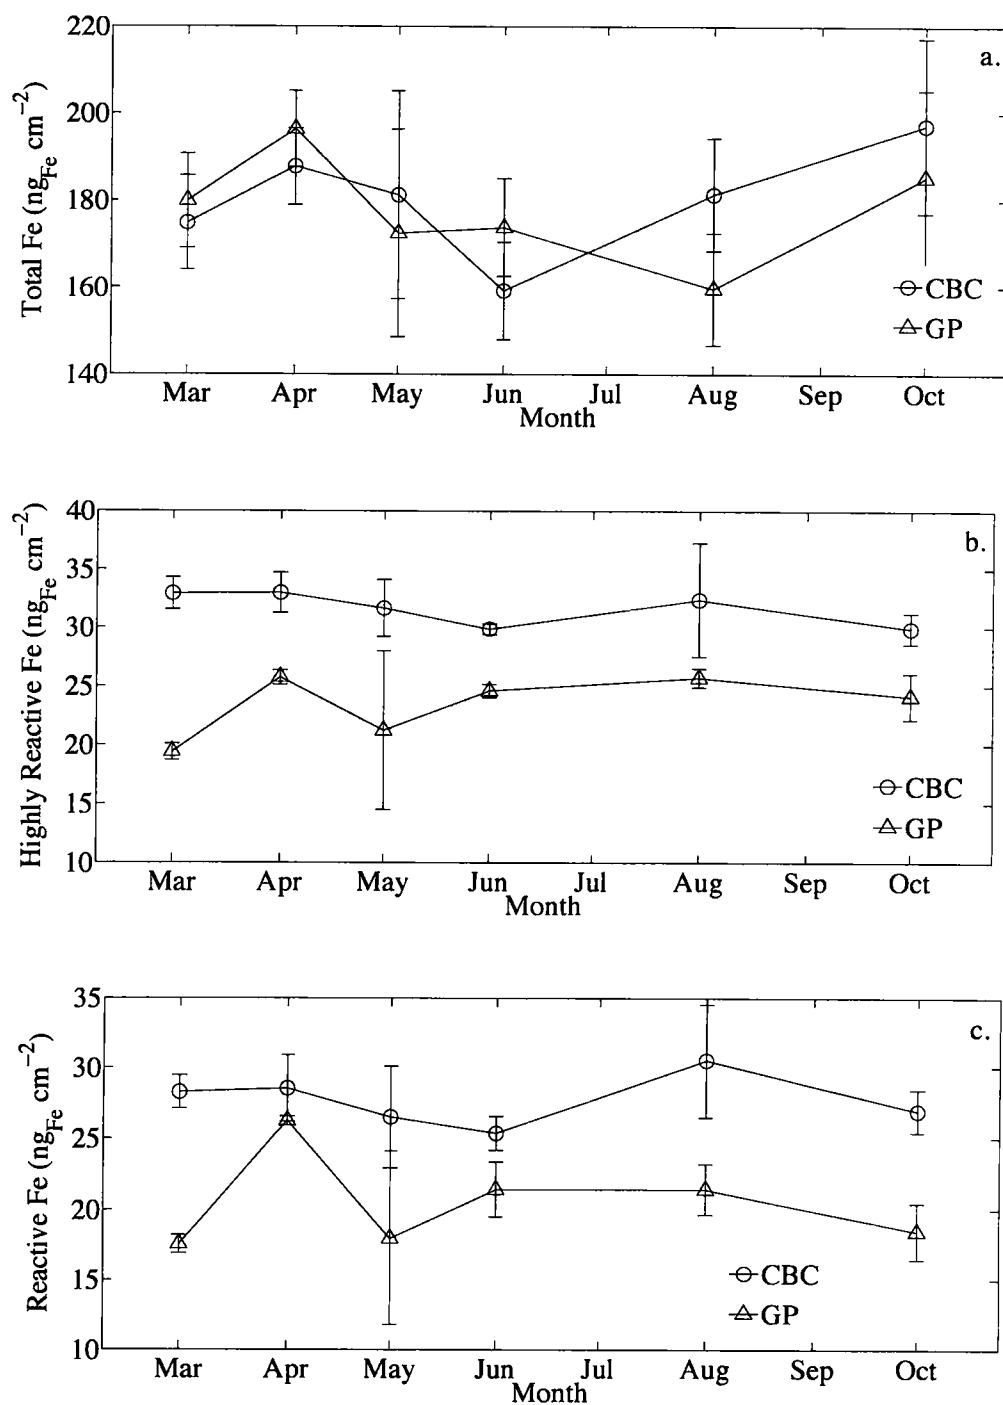 220
200
180
160
140
Total Fe (ng_Fe cm⁻²)
a.
CBC
GP
Mar Apr May Jun Jul Aug Sep Oct
Month
40
35
30
25
20
15
10
Highly Reactive Fe (ng_Fe cm⁻²)
b.
CBC
GP
Mar Apr May Jun Jul Aug Sep Oct
Month
35
30
25
20
15
10
Reactive Fe (ng_Fe cm⁻²)
c.
CBC
GP
Mar Apr May Jun Jul Aug Sep Oct
Month